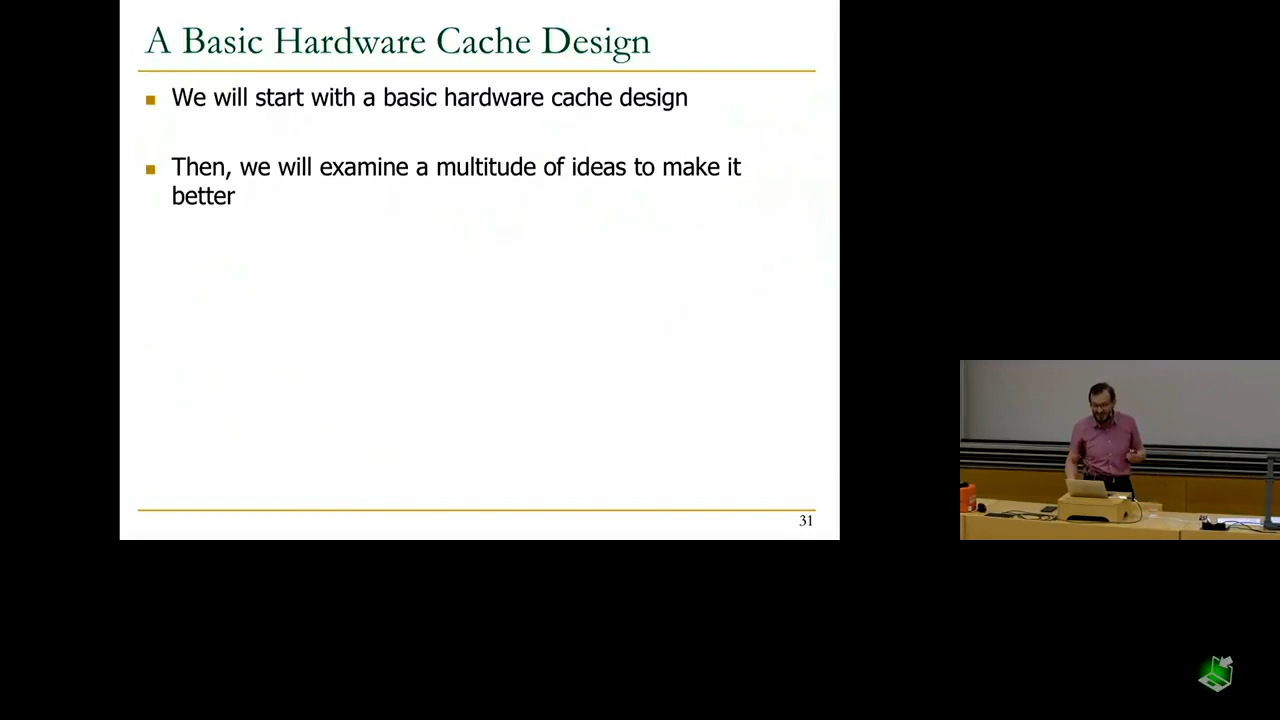 A Basic Hardware Cache Design
We will start with a basic hardware cache design
Then, we will examine a multitude of ideas to make it
better
31